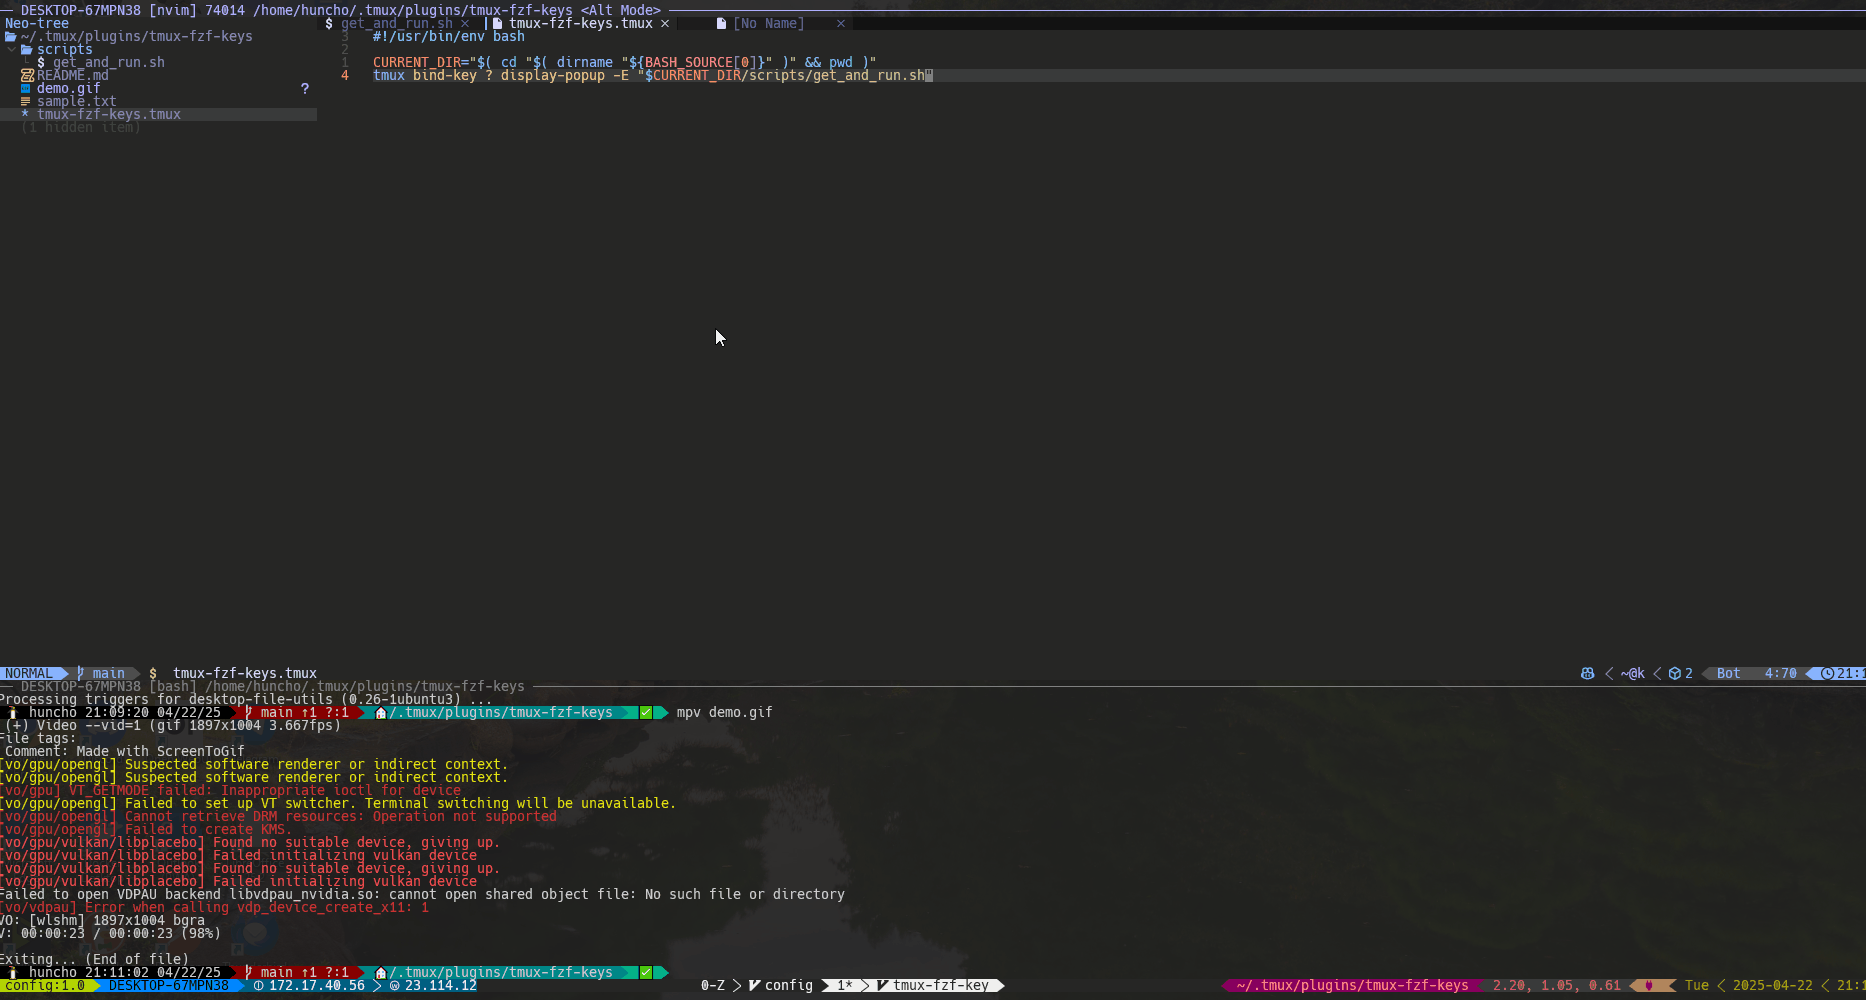 DESKTOP-67MPN38 [nvim] 74014 /home/huncho/.tmux/plugins/tmux-fzf-keys <Alt Mode>
Neo-tree
$ get_and_run.sh × tmux-fzf-keys.tmux × [No Name] ×
~/.tmux/plugins/tmux-fzf-keys
scripts
$ get_and_run.sh
README.md
demo.gif ?
sample.txt
* tmux-fzf-keys.tmux
(1 hidden item)
3 #!/usr/bin/env bash
2
1 CURRENT_DIR="$( cd "$( dirname "${BASH_SOURCE[0]}" )" && pwd )"
4 tmux bind-key ? display-popup -E "$CURRENT_DIR/scripts/get_and_run.sh"
NORMAL main $ tmux-fzf-keys.tmux ~@k 2 Bot 4:70 21:1
DESKTOP-67MPN38 [bash] /home/huncho/.tmux/plugins/tmux-fzf-keys
Processing triggers for desktop-file-utils (0.26-1ubuntu3) ...
huncho 21:09:20 04/22/25 main ↑1 ?:1 /.tmux/plugins/tmux-fzf-keys ✓ mpv demo.gif
(+) Video --vid=1 (gif 1897x1004 3.667fps)
File tags:
Comment: Made with ScreenToGif
[vo/gpu/opengl] Suspected software renderer or indirect context.
[vo/gpu/opengl] Suspected software renderer or indirect context.
[vo/gpu] VT_GETMODE failed: Inappropriate ioctl for device
[vo/gpu/opengl] Failed to set up VT switcher. Terminal switching will be unavailable.
[vo/gpu/opengl] Cannot retrieve DRM resources: Operation not supported
[vo/gpu/opengl] Failed to create KMS.
[vo/gpu/vulkan/libplacebo] Found no suitable device, giving up.
[vo/gpu/vulkan/libplacebo] Failed initializing vulkan device
[vo/gpu/vulkan/libplacebo] Found no suitable device, giving up.
[vo/gpu/vulkan/libplacebo] Failed initializing vulkan device
Failed to open VDPAU backend libvdpau_nvidia.so: cannot open shared object file: No such file or directory
[vo/vdpau] Error when calling vdp_device_create_x11: 1
VO: [wlshm] 1897x1004 bgra
V: 00:00:23 / 00:00:23 (98%)
Exiting... (End of file)
huncho 21:11:02 04/22/25 main ↑1 ?:1 /.tmux/plugins/tmux-fzf-keys ✓
config:1.0 DESKTOP-67MPN38 172.17.40.56 23.114.12 0-Z config 1* tmux-fzf-key ~/.tmux/plugins/tmux-fzf-keys 2.20, 1.05, 0.61 Tue 2025-04-22 21:1